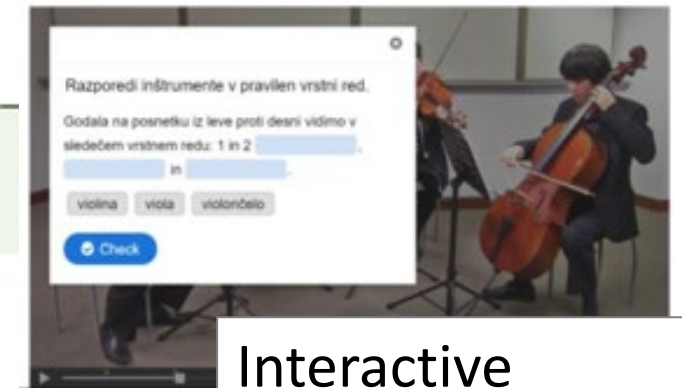 Razporedi inštrumente v pravilen vrstni red.
Godala na posnetku iz leve proti desni vidimo v
sledečem vrstnem redu: 1 in 2 ,
in .
violina viola violončelo
Check
Interactive